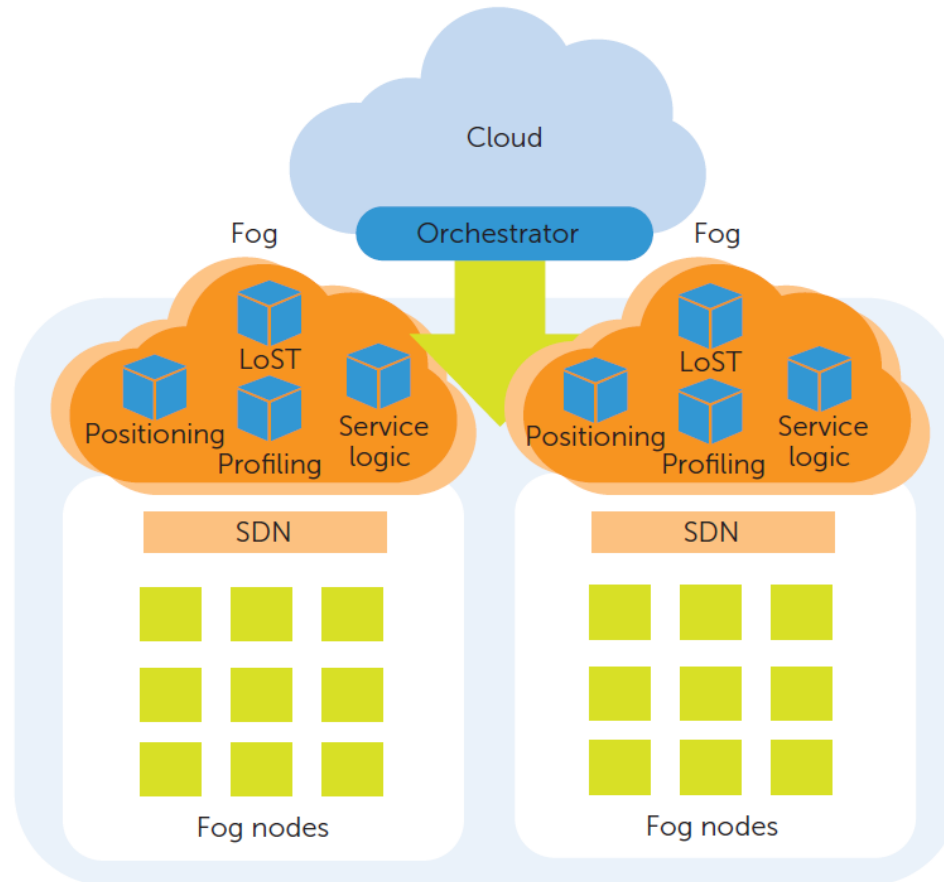 Cloud
Orchestrator
Fog
LoST
Positioning
Profiling
Service
logic
SDN
Fog nodes
Fog
LoST
Positioning
Profiling
Service
logic
SDN
Fog nodes